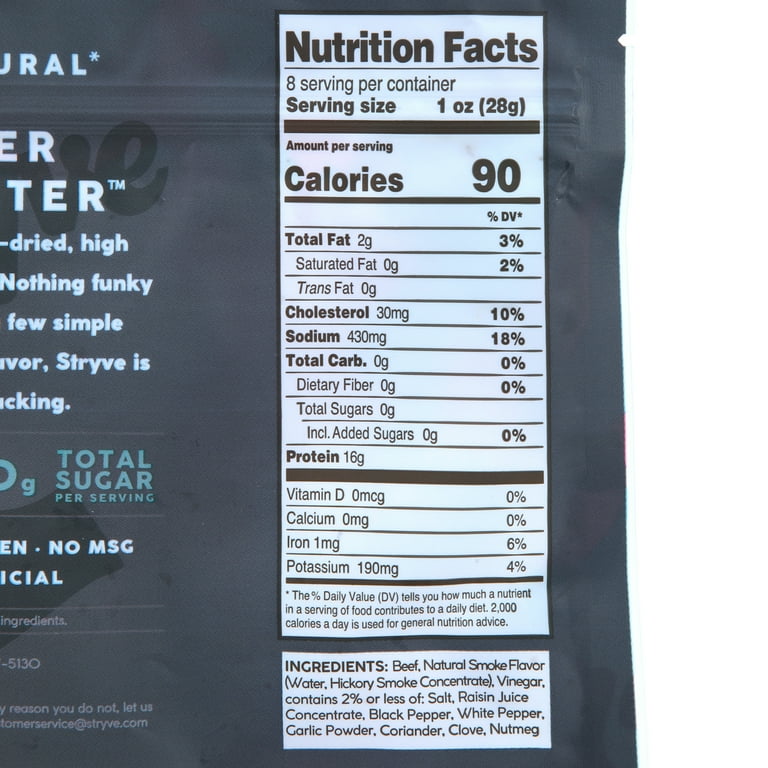 URAL*
ER
TER™
-dried, high
Nothing funky
few simple
avor, Stryve is
ucking.
0g
TOTAL
SUGAR
PER SERVING
EN · NO MSG
ICIAL
ingredients.
-5130
y reason you do not, let us
tomerservice@stryve.com
Nutrition Facts
8 serving per container
Serving size 1 oz (28g)
Amount per serving
Calories 90
% DV*
Total Fat 2g 3%
Saturated Fat 0g 2%
Trans Fat 0g
Cholesterol 30mg 10%
Sodium 430mg 18%
Total Carb. 0g 0%
Dietary Fiber 0g 0%
Total Sugars 0g
Incl. Added Sugars 0g 0%
Protein 16g
Vitamin D 0mcg 0%
Calcium 0mg 0%
Iron 1mg 6%
Potassium 190mg 4%
* The % Daily Value (DV) tells you how much a nutrient
in a serving of food contributes to a daily diet. 2,000
calories a day is used for general nutrition advice.
INGREDIENTS: Beef, Natural Smoke Flavor
(Water, Hickory Smoke Concentrate), Vinegar,
contains 2% or less of: Salt, Raisin Juice
Concentrate, Black Pepper, White Pepper,
Garlic Powder, Coriander, Clove, Nutmeg